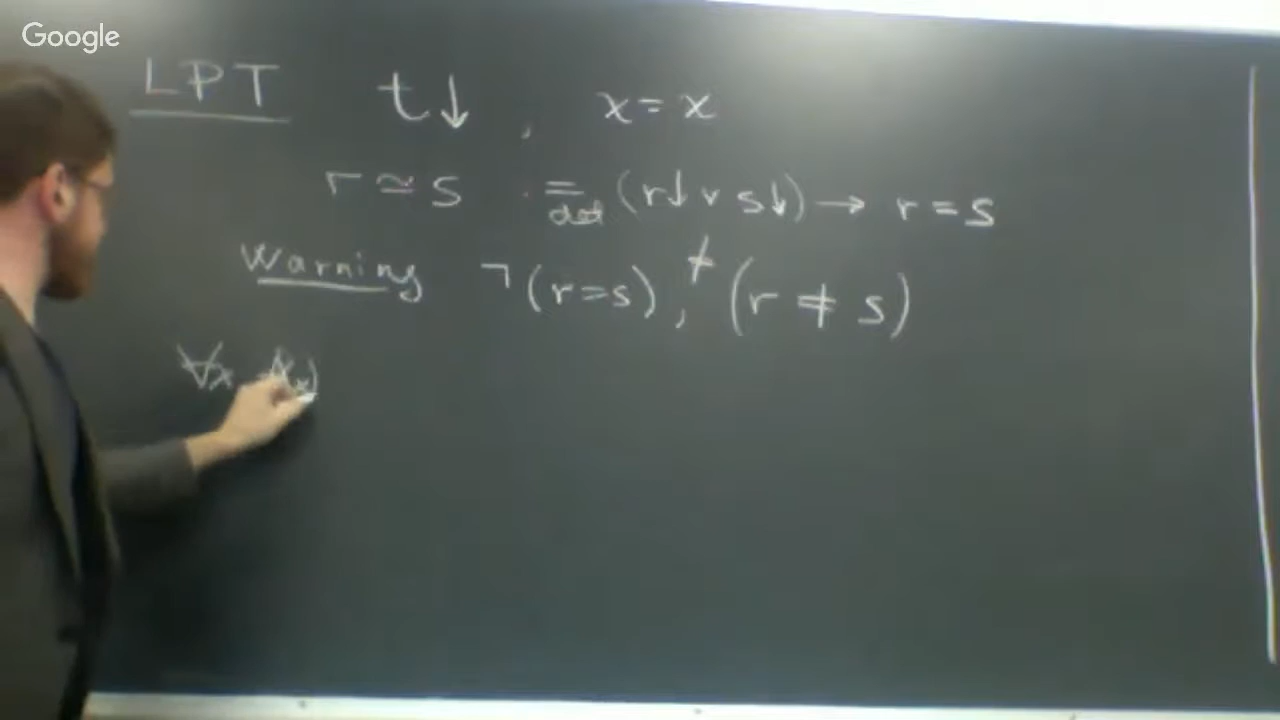 Google
LPT t↓, x = x
r ≃ s =def (r↓ ∨ s↓) → r = s
Warning ¬(r=s), ≠ (r ≠ s)
∀x A(x)